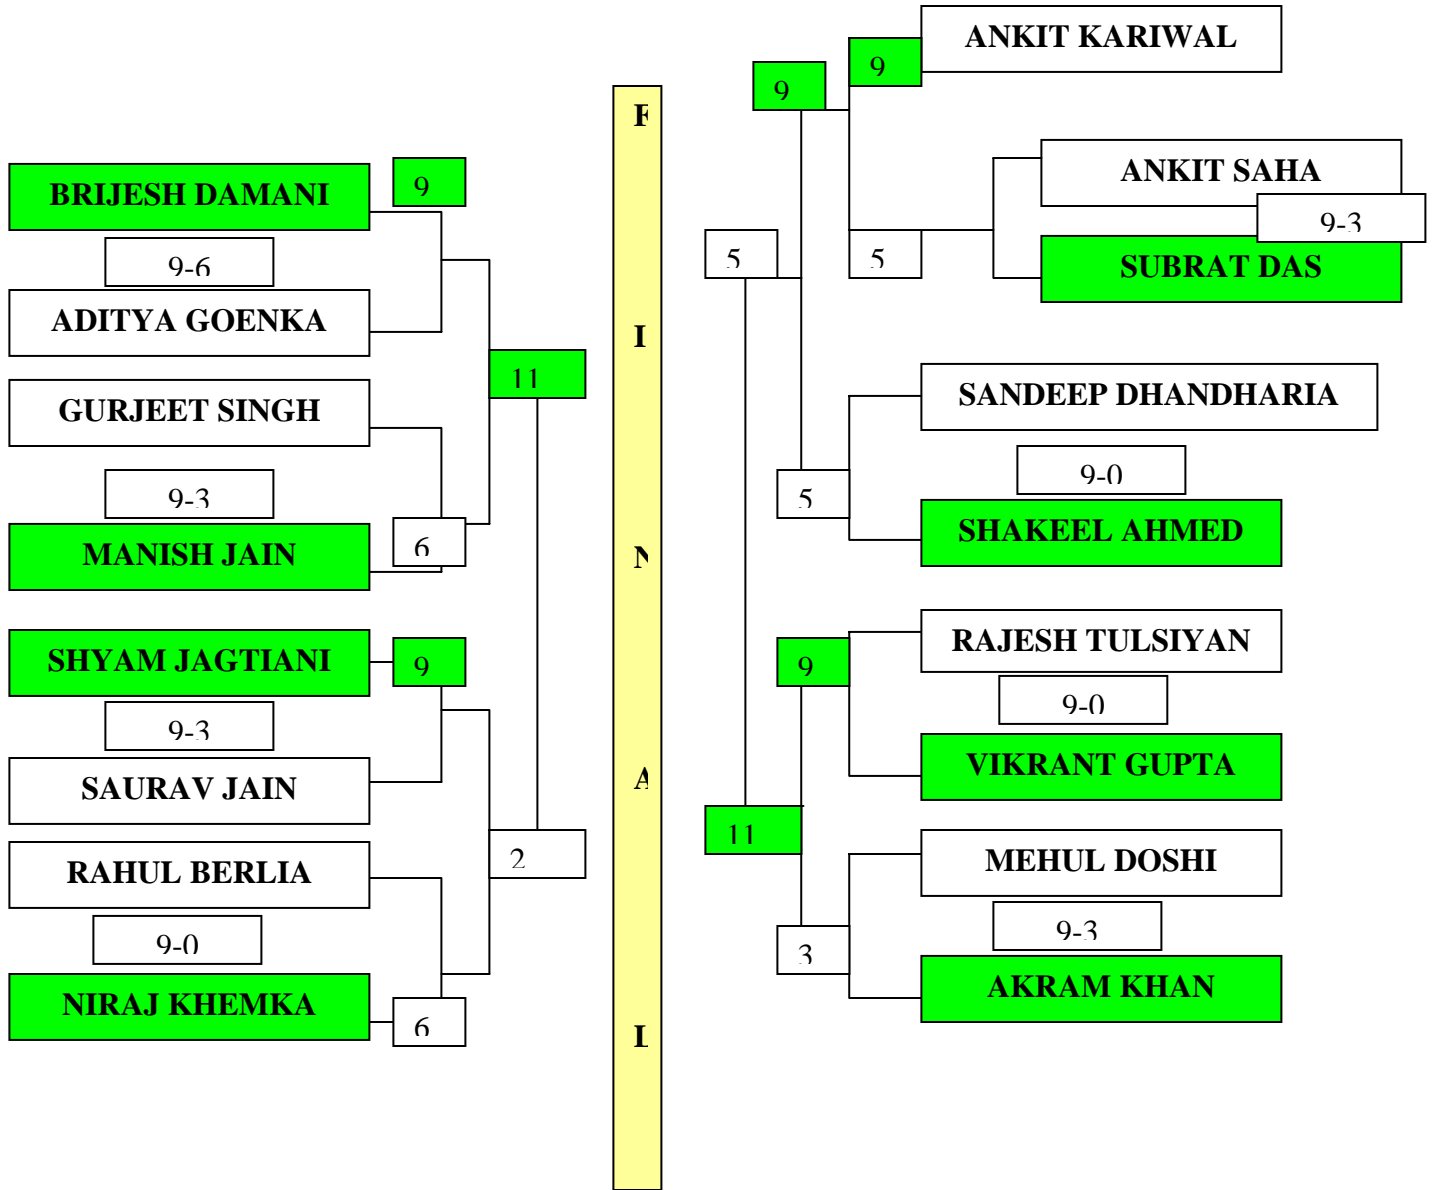 BRIJESH DAMANI
9
9-6
ADITYA GOENKA
GURJEET SINGH
9-3
MANISH JAIN
6
11
SHYAM JAGTIANI
9
9-3
SAURAV JAIN
RAHUL BERLIA
9-0
NIRAJ KHEMKA
6
2
F
I
N
A
L
ANKIT KARIWAL
9
9
ANKIT SAHA
9-3
SUBRAT DAS
5
5
SANDEEP DHANDHARIA
9-0
SHAKEEL AHMED
5
RAJESH TULSIYAN
9
9-0
VIKRANT GUPTA
11
MEHUL DOSHI
9-3
AKRAM KHAN
3